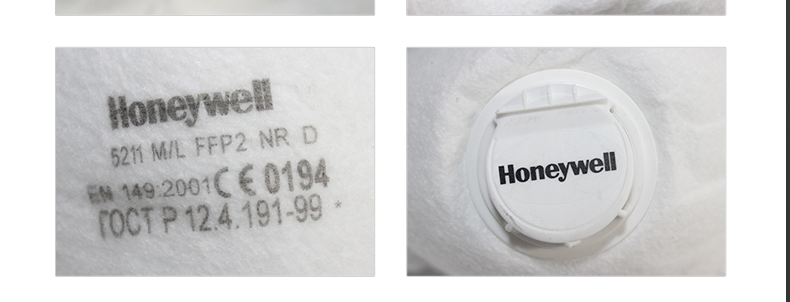 Honeywell
5211 M/L FFP2 NR D
EN 149:2001 CE 0194
ГОСТ Р 12.4.191-99 *
Honeywell